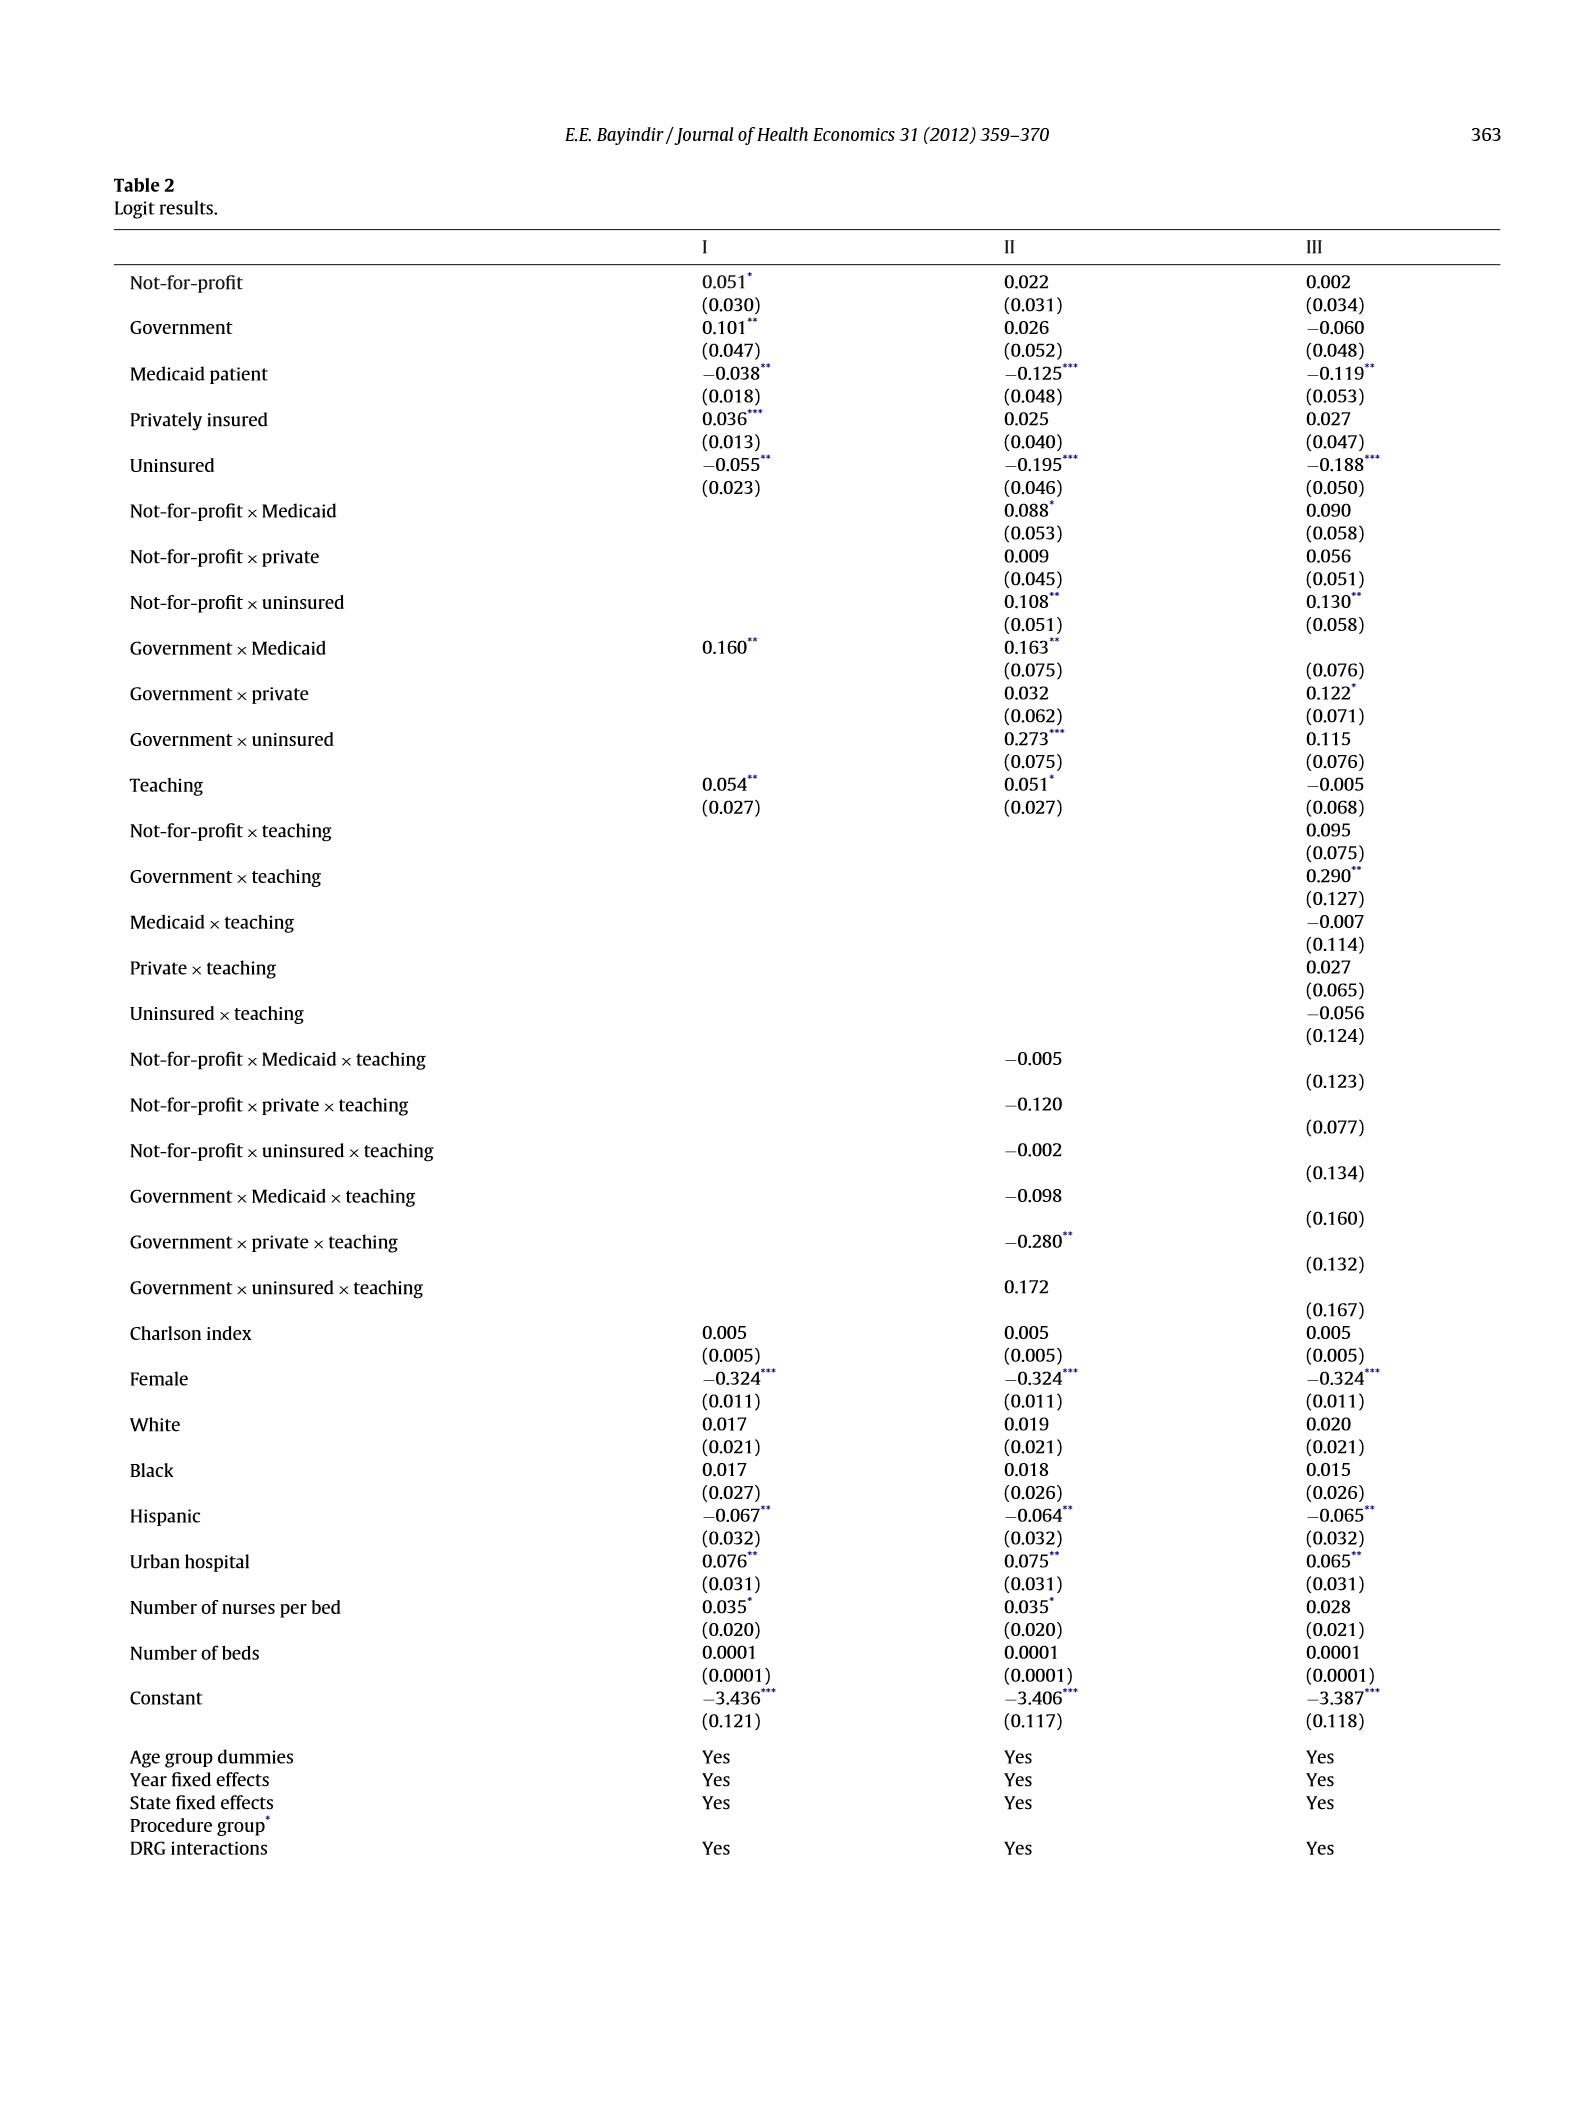 E.E. Bayindir / Journal of Health Economics 31 (2012) 359–370 363
Table 2
Logit results.
I II III
Not-for-profit 0.051* 0.022 0.002
(0.030) (0.031) (0.034)
Government 0.101** 0.026 −0.060
(0.047) (0.052) (0.048)
Medicaid patient −0.038** −0.125*** −0.119**
(0.018) (0.048) (0.053)
Privately insured 0.036*** 0.025 0.027
(0.013) (0.040) (0.047)
Uninsured −0.055** −0.195*** −0.188***
(0.023) (0.046) (0.050)
Not-for-profit × Medicaid 0.088* 0.090
(0.053) (0.058)
Not-for-profit × private 0.009 0.056
(0.045) (0.051)
Not-for-profit × uninsured 0.108** 0.130**
(0.051) (0.058)
Government × Medicaid 0.160** 0.163**
(0.075) (0.076)
Government × private 0.032 0.122*
(0.062) (0.071)
Government × uninsured 0.273*** 0.115
(0.075) (0.076)
Teaching 0.054** 0.051* −0.005
(0.027) (0.027) (0.068)
Not-for-profit × teaching 0.095
(0.075)
Government × teaching 0.290**
(0.127)
Medicaid × teaching −0.007
(0.114)
Private × teaching 0.027
(0.065)
Uninsured × teaching −0.056
(0.124)
Not-for-profit × Medicaid × teaching −0.005
(0.123)
Not-for-profit × private × teaching −0.120
(0.077)
Not-for-profit × uninsured × teaching −0.002
(0.134)
Government × Medicaid × teaching −0.098
(0.160)
Government × private × teaching −0.280**
(0.132)
Government × uninsured × teaching 0.172
(0.167)
Charlson index 0.005 0.005 0.005
(0.005) (0.005) (0.005)
Female −0.324*** −0.324*** −0.324***
(0.011) (0.011) (0.011)
White 0.017 0.019 0.020
(0.021) (0.021) (0.021)
Black 0.017 0.018 0.015
(0.027) (0.026) (0.026)
Hispanic −0.067** −0.064** −0.065**
(0.032) (0.032) (0.032)
Urban hospital 0.076** 0.075** 0.065**
(0.031) (0.031) (0.031)
Number of nurses per bed 0.035* 0.035* 0.028
(0.020) (0.020) (0.021)
Number of beds 0.0001 0.0001 0.0001
(0.0001) (0.0001) (0.0001)
Constant −3.436*** −3.406*** −3.387***
(0.121) (0.117) (0.118)
Age group dummies Yes Yes Yes
Year fixed effects Yes Yes Yes
State fixed effects Yes Yes Yes
Procedure group*
DRG interactions Yes Yes Yes